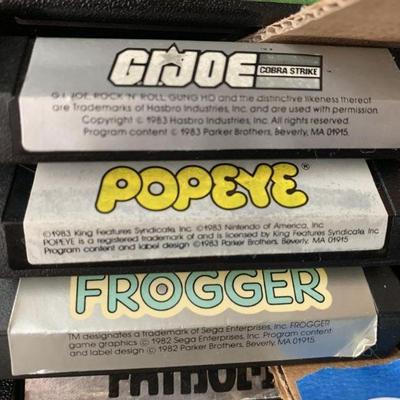 GIJOE
COBRA STRIKE
G.I. JOE, ROCK 'N' ROLL, GUNG HO and the distinctive likeness thereof
are Trademarks of Hasbro Industries, Inc. and are used with permission.
Copyright © 1983 Hasbro Industries, Inc. All Rights Reserved.
Program content © 1983 Parker Brothers, Beverly, MA 01915.
POPEYE®
©1983 King Features Syndicate, Inc. ©1983 Nintendo of America, Inc.
POPEYE is a registered trademark of and is licensed by King Features Syndicate, Inc.
Program content and label design ©1983 Parker Brothers, Beverly, MA 01915
FROGGER
TM designates a trademark of Sega Enterprises, Inc. FROGGER
game graphics © 1982 Sega Enterprises, Inc. Program content
and label design © 1982 Parker Brothers, Beverly, MA 01915.